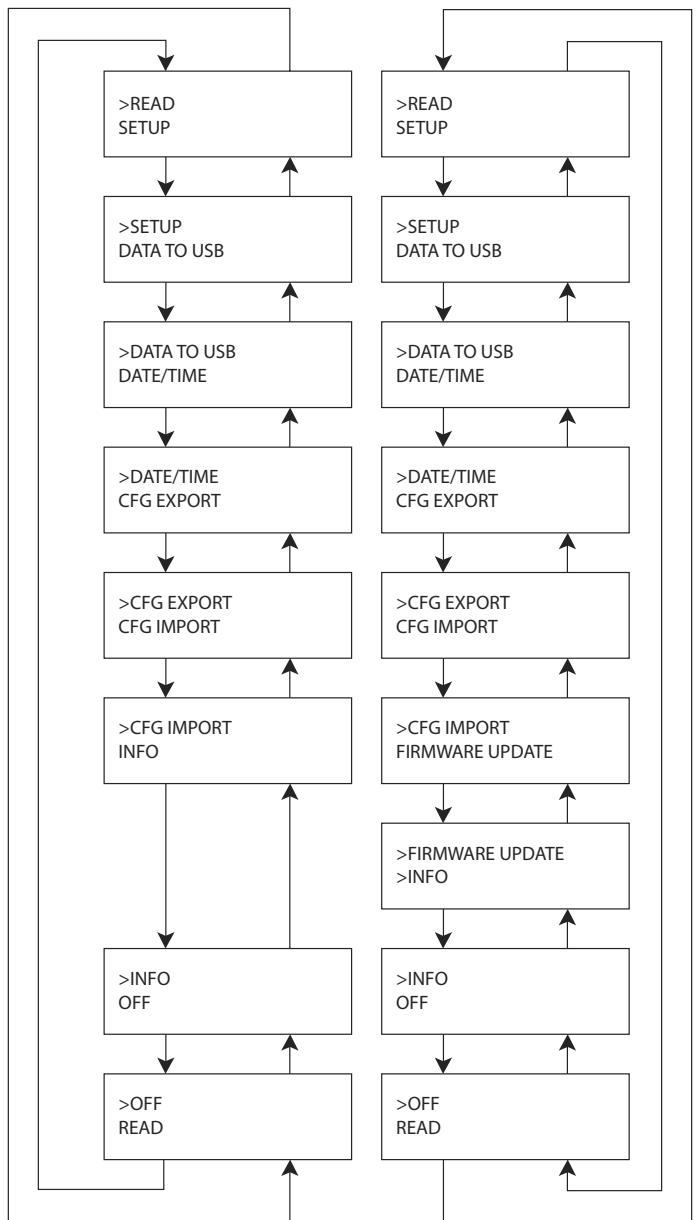 >READ
SETUP
>SETUP
DATA TO USB
>DATA TO USB
DATE/TIME
>DATE/TIME
CFG EXPORT
>CFG EXPORT
CFG IMPORT
>CFG IMPORT
INFO
>INFO
OFF
>OFF
READ
>READ
SETUP
>SETUP
DATA TO USB
>DATA TO USB
DATE/TIME
>DATE/TIME
CFG EXPORT
>CFG EXPORT
CFG IMPORT
>CFG IMPORT
FIRMWARE UPDATE
>FIRMWARE UPDATE
>INFO
>INFO
OFF
>OFF
READ